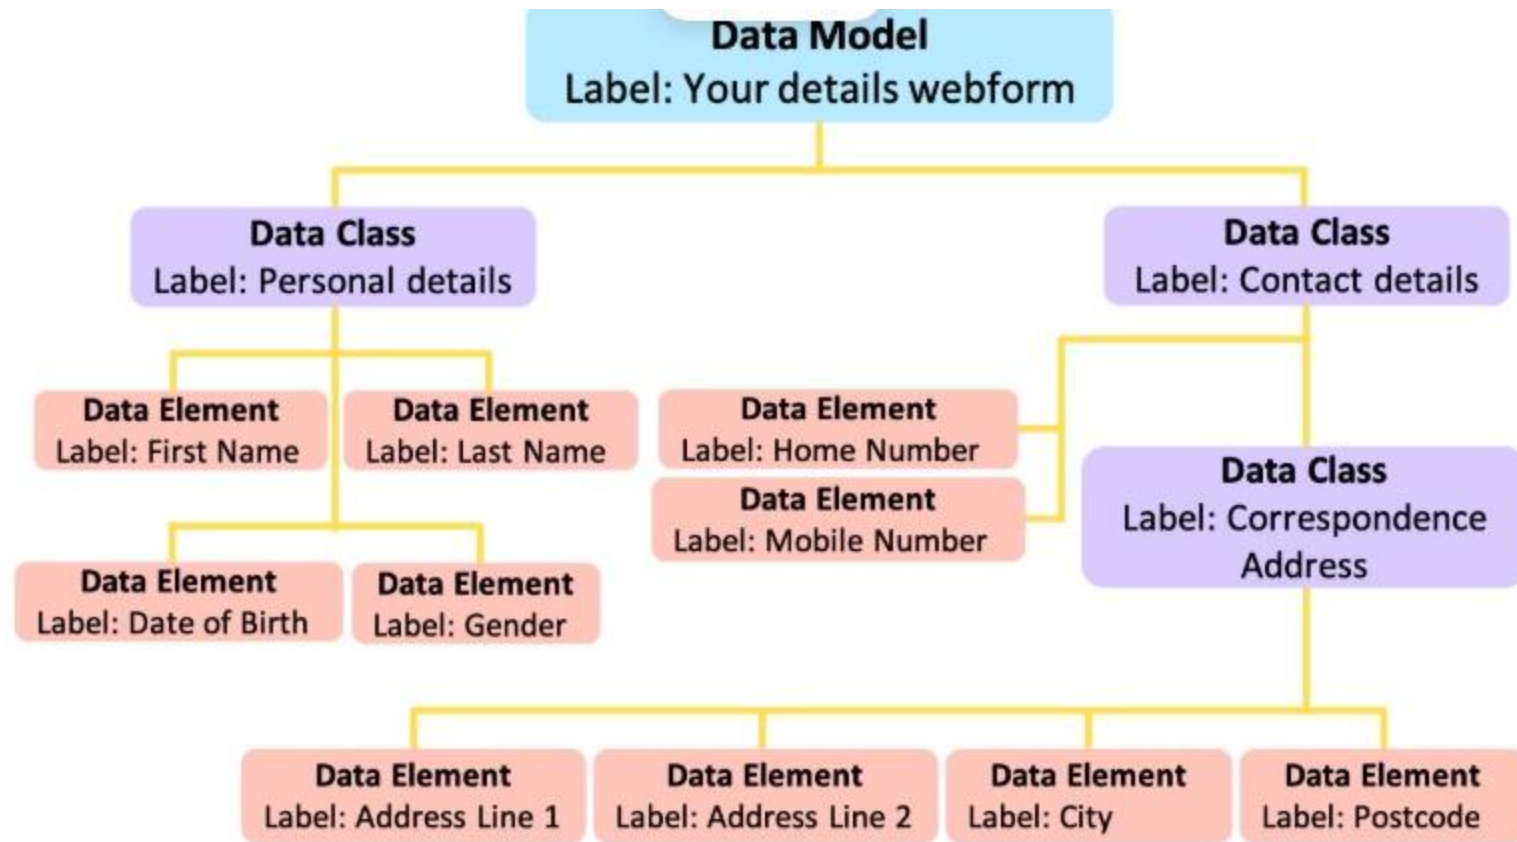 Data Model
Label: Your details webform
Data Class
Label: Personal details
Data Class
Label: Contact details
Data Element
Label: First Name
Data Element
Label: Last Name
Data Element
Label: Home Number
Data Element
Label: Mobile Number
Data Class
Label: Correspondence
Address
Data Element
Label: Date of Birth
Data Element
Label: Gender
Data Element
Label: Address Line 1
Data Element
Label: Address Line 2
Data Element
Label: City
Data Element
Label: Postcode